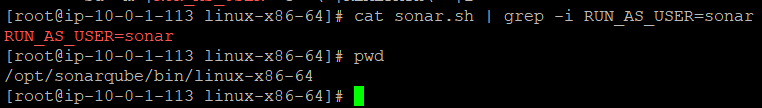 [root@ip-10-0-1-113 linux-x86-64]# cat sonar.sh | grep -i RUN_AS_USER=sonar
RUN_AS_USER=sonar
[root@ip-10-0-1-113 linux-x86-64]# pwd
/opt/sonarqube/bin/linux-x86-64
[root@ip-10-0-1-113 linux-x86-64]#